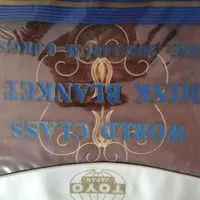 WORLD CLASS
MINK BLANKET
TOYO
JAPAN